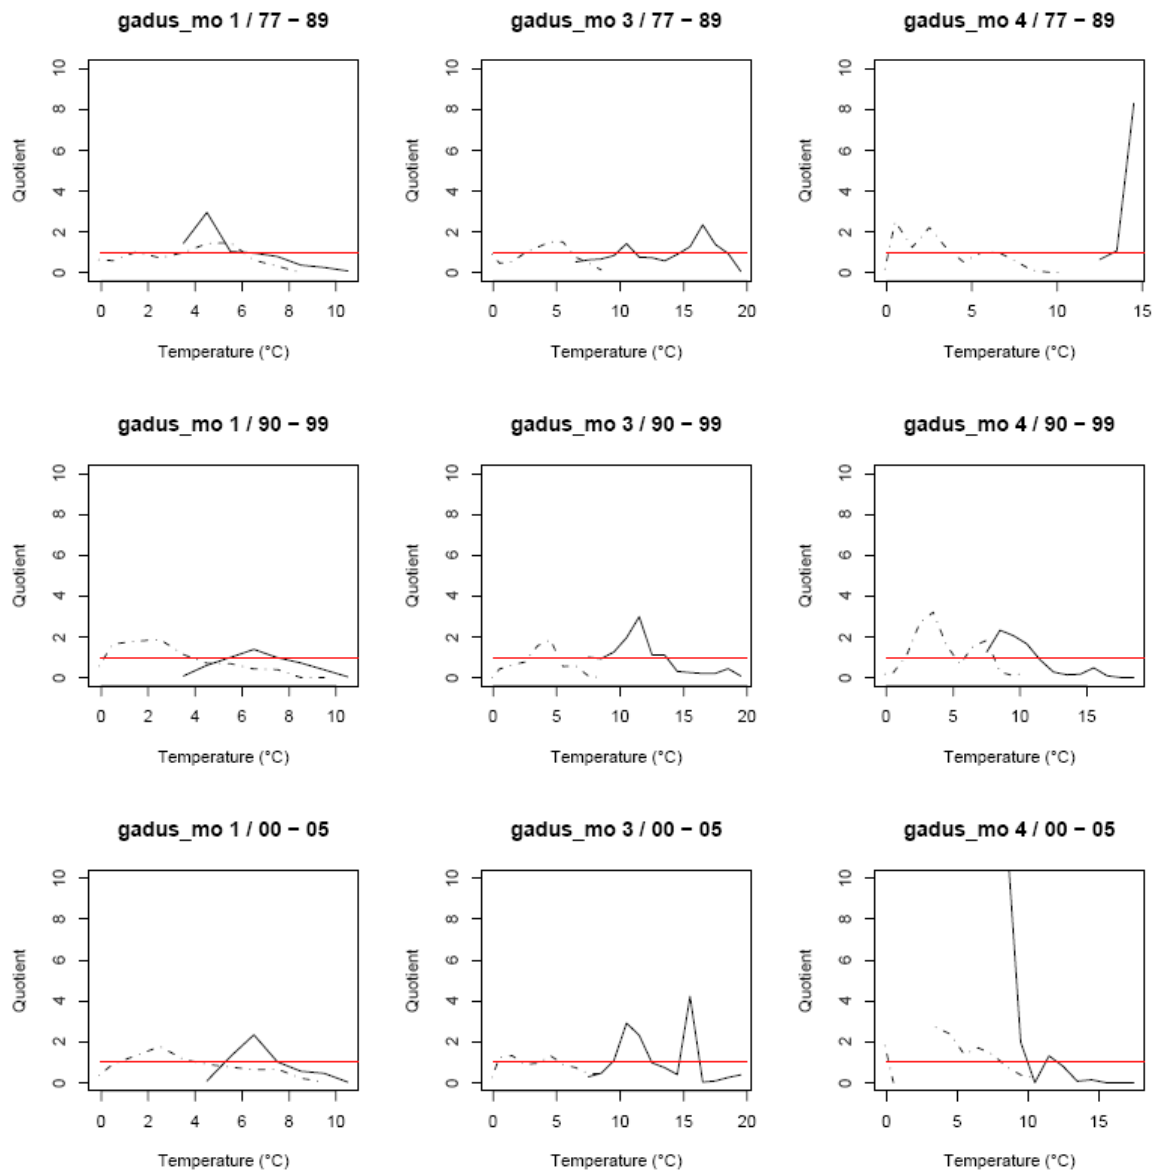 gadus_mo 1 / 77 − 89
gadus_mo 3 / 77 − 89
gadus_mo 4 / 77 − 89
Quotient
0 2 4 6 8 10
0 2 4 6 8 10
Temperature (°C)
Quotient
0 2 4 6 8 10
0 5 10 15 20
Temperature (°C)
Quotient
0 2 4 6 8 10
0 5 10 15
Temperature (°C)
gadus_mo 1 / 90 − 99
gadus_mo 3 / 90 − 99
gadus_mo 4 / 90 − 99
Quotient
0 2 4 6 8 10
0 2 4 6 8 10
Temperature (°C)
Quotient
0 2 4 6 8 10
0 5 10 15 20
Temperature (°C)
Quotient
0 2 4 6 8 10
0 5 10 15
Temperature (°C)
gadus_mo 1 / 00 − 05
gadus_mo 3 / 00 − 05
gadus_mo 4 / 00 − 05
Quotient
0 2 4 6 8 10
0 2 4 6 8 10
Temperature (°C)
Quotient
0 2 4 6 8 10
0 5 10 15 20
Temperature (°C)
Quotient
0 2 4 6 8 10
0 5 10 15
Temperature (°C)